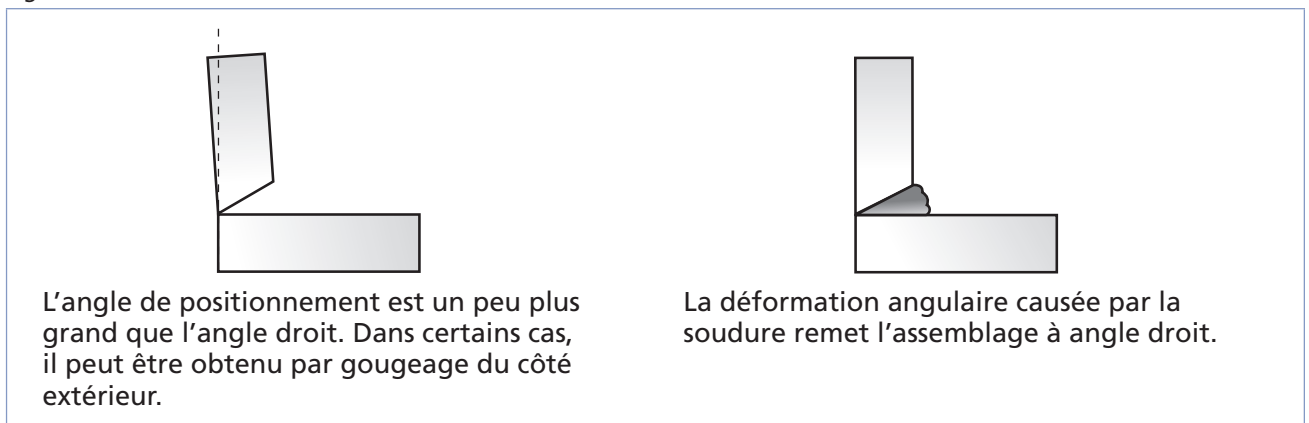 L'angle de positionnement est un peu plus
grand que l'angle droit. Dans certains cas,
il peut être obtenu par gougeage du côté
extérieur.
La déformation angulaire causée par la
soudure remet l'assemblage à angle droit.